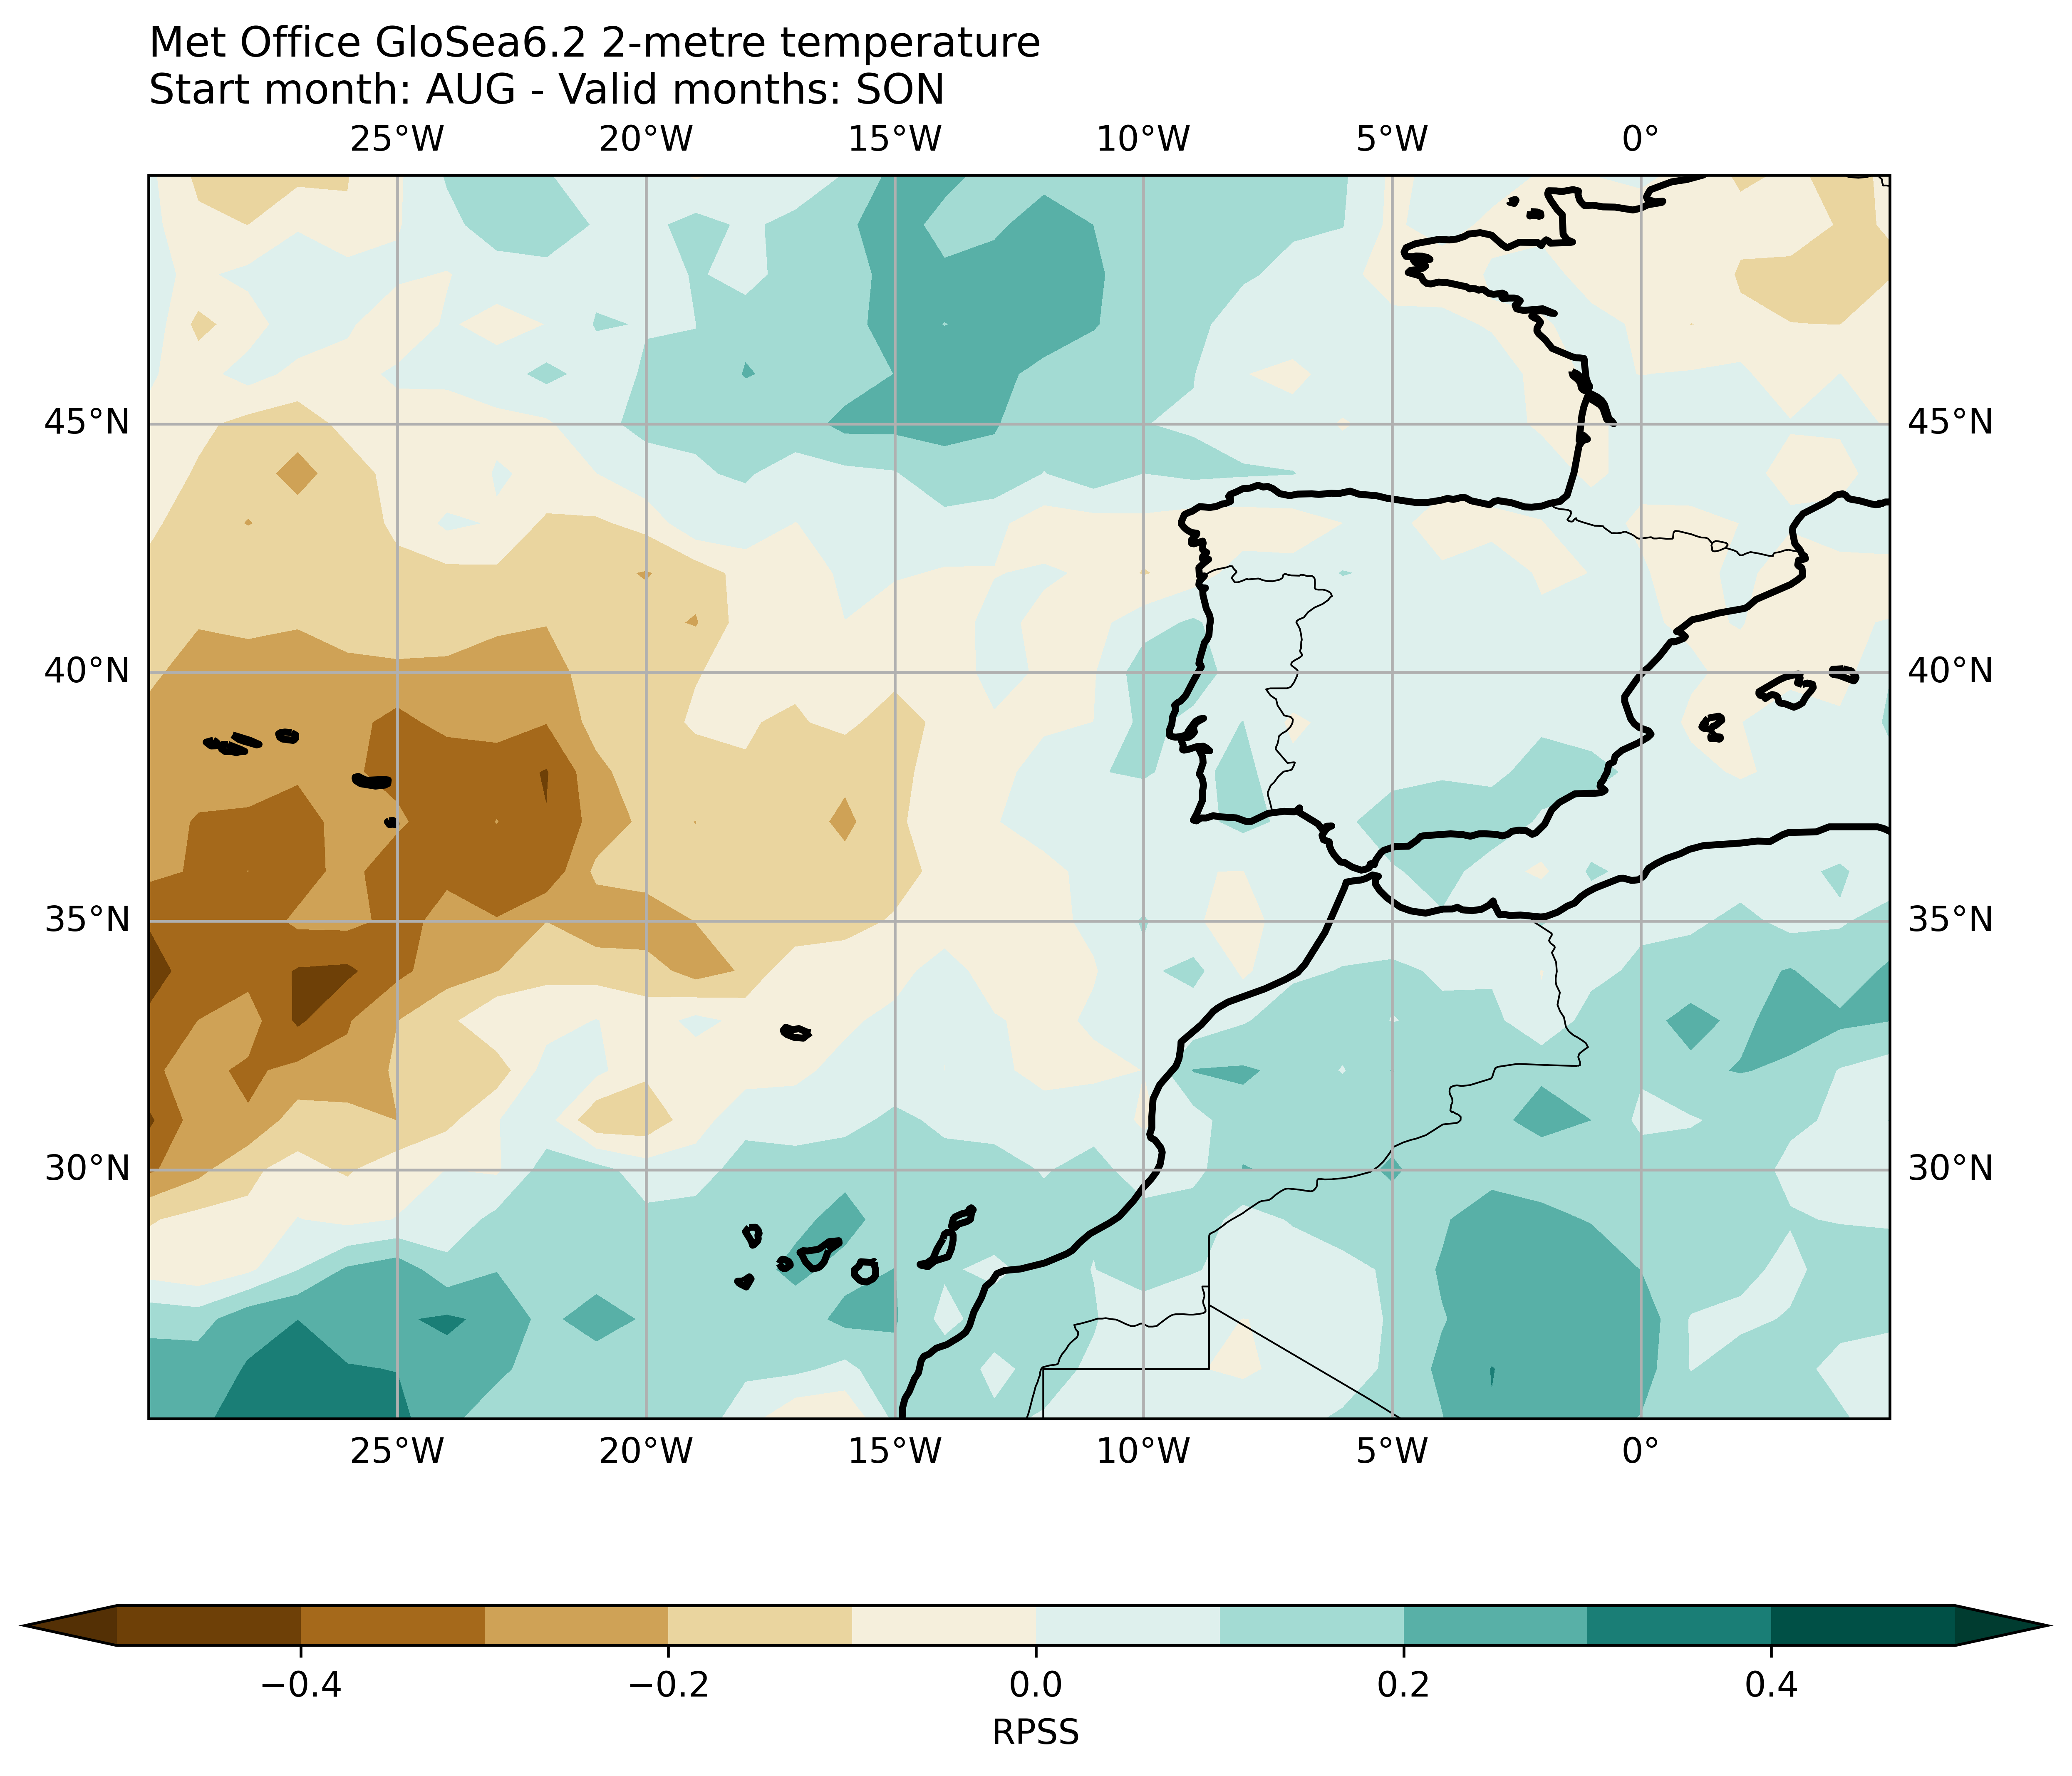 Met Office GloSea6.2 2-metre temperature
Start month: AUG - Valid months: SON
25°W 20°W 15°W 10°W 5°W 0°
45°N 45°N
40°N 40°N
35°N 35°N
30°N 30°N
25°W 20°W 15°W 10°W 5°W 0°
−0.4 −0.2 0.0 0.2 0.4
RPSS